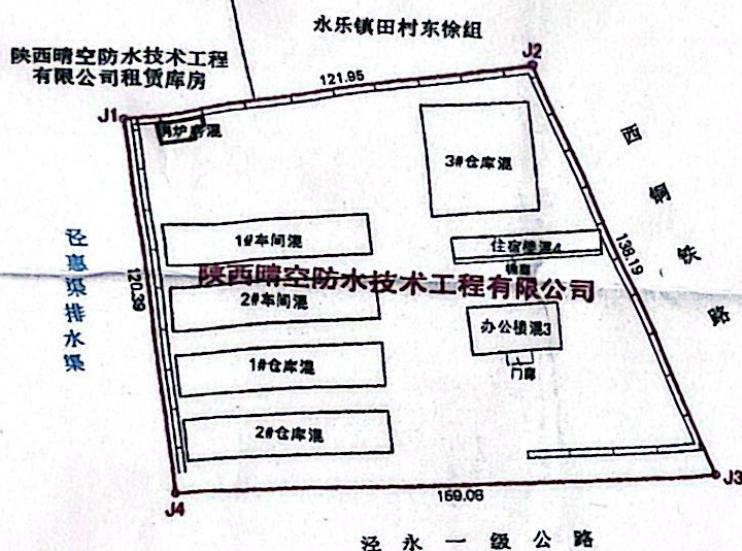 永乐镇田村东徐组
陕西晴空防水技术工程
有限公司租赁库房
J1
121.95
J2
锅炉房混
3#仓库混
西铜铁路
泾惠渠排水渠
120.39
1#车间混
住宿楼混4
138.19
陕西晴空防水技术工程有限公司
2#车间混
办公楼混3
1#仓库混
门廊
2#仓库混
J3
J4
159.08
泾永一级公路